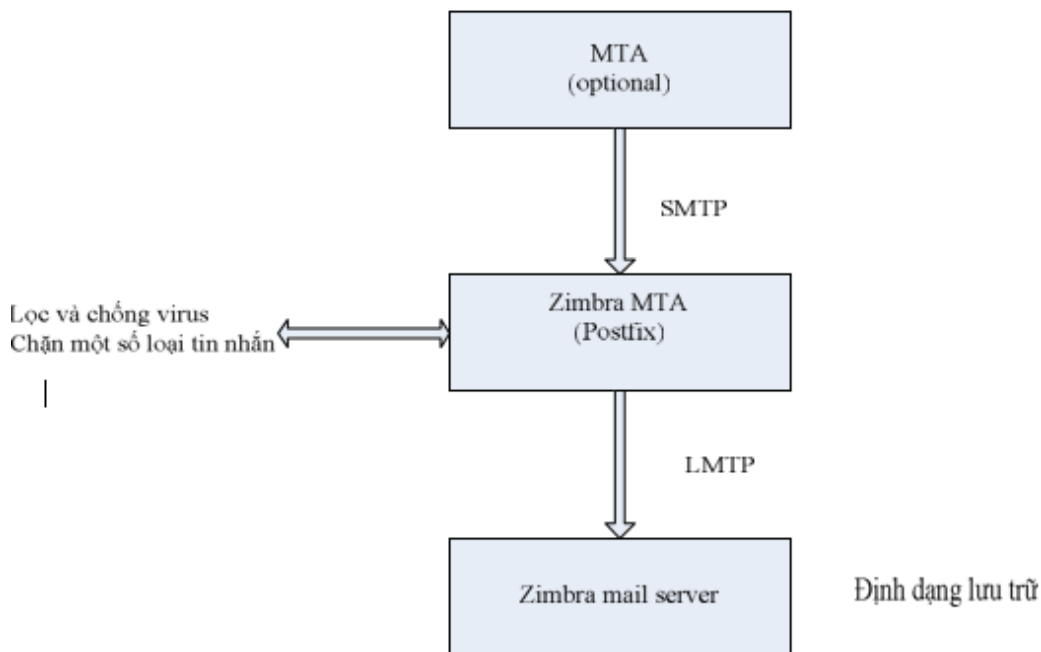 MTA
(optional)
SMTP
Zimbra MTA
(Postfix)
Lọc và chống virus
Chặn một số loại tin nhắn
LMTP
Zimbra mail server
Định dạng lưu trữ